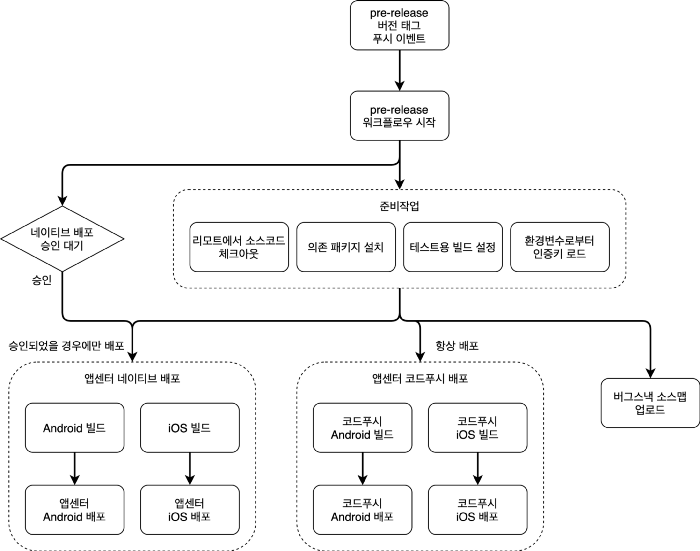 pre-release
버전 태그
푸시 이벤트
pre-release
워크플로우 시작
네이티브 배포
승인 대기
승인
준비작업
리모트에서 소스코드
체크아웃
의존 패키지 설치
테스트용 빌드 설정
환경변수로부터
인증키 로드
승인되었을 경우에만 배포
항상 배포
앱센터 네이티브 배포
Android 빌드
iOS 빌드
앱센터
Android 배포
앱센터
iOS 배포
앱센터 코드푸시 배포
코드푸시
Android 빌드
코드푸시
iOS 빌드
코드푸시
Android 배포
코드푸시
iOS 배포
버그스낵 소스맵
업로드